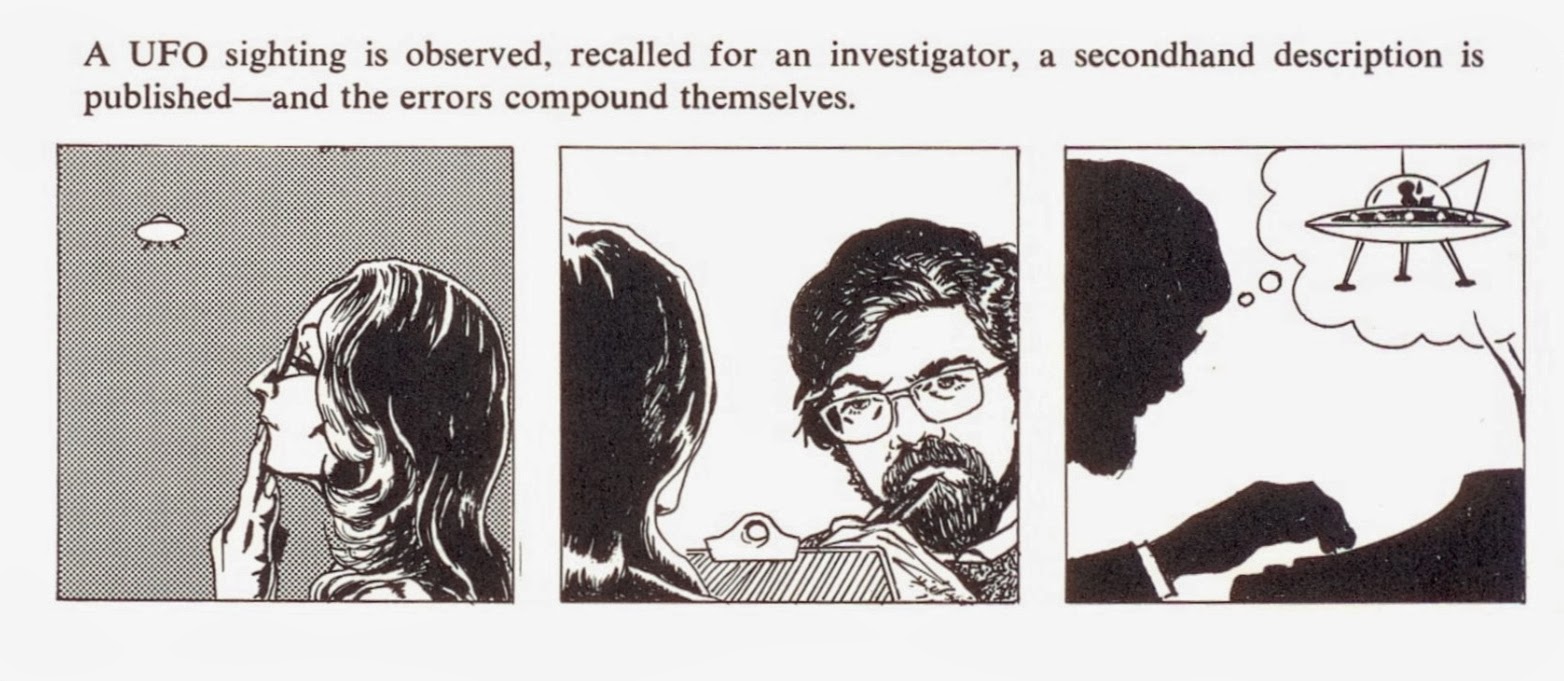 A UFO sighting is observed, recalled for an investigator, a secondhand description is
published—and the errors compound themselves.